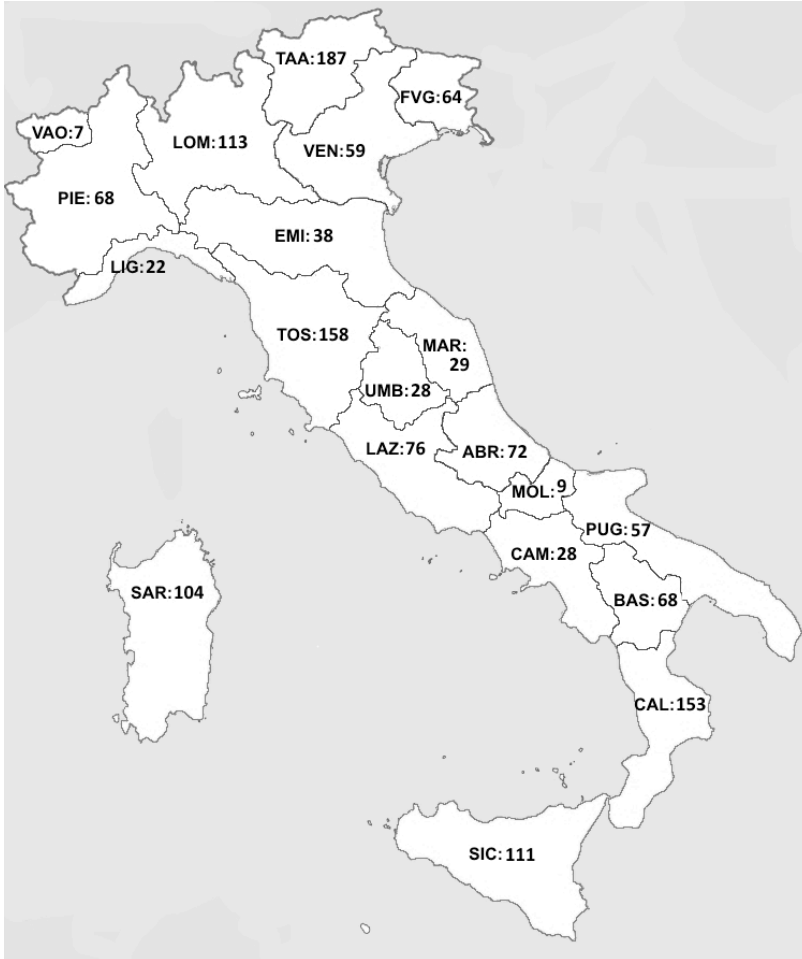 TAA:187
FVG:64
VAO:7
LOM:113
VEN:59
PIE: 68
EMI:38
LIG:22
TOS:158
MAR:
29
UMB:28
LAZ:76
ABR:72
MOL:9
PUG:57
CAM:28
SAR:104
BAS:68
CAL:153
SIC:111